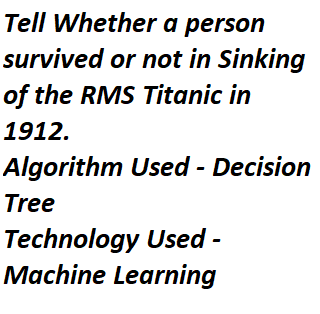 Tell Whether a person
survived or not in Sinking
of the RMS Titanic in
1912.
Algorithm Used - Decision
Tree
Technology Used -
Machine Learning